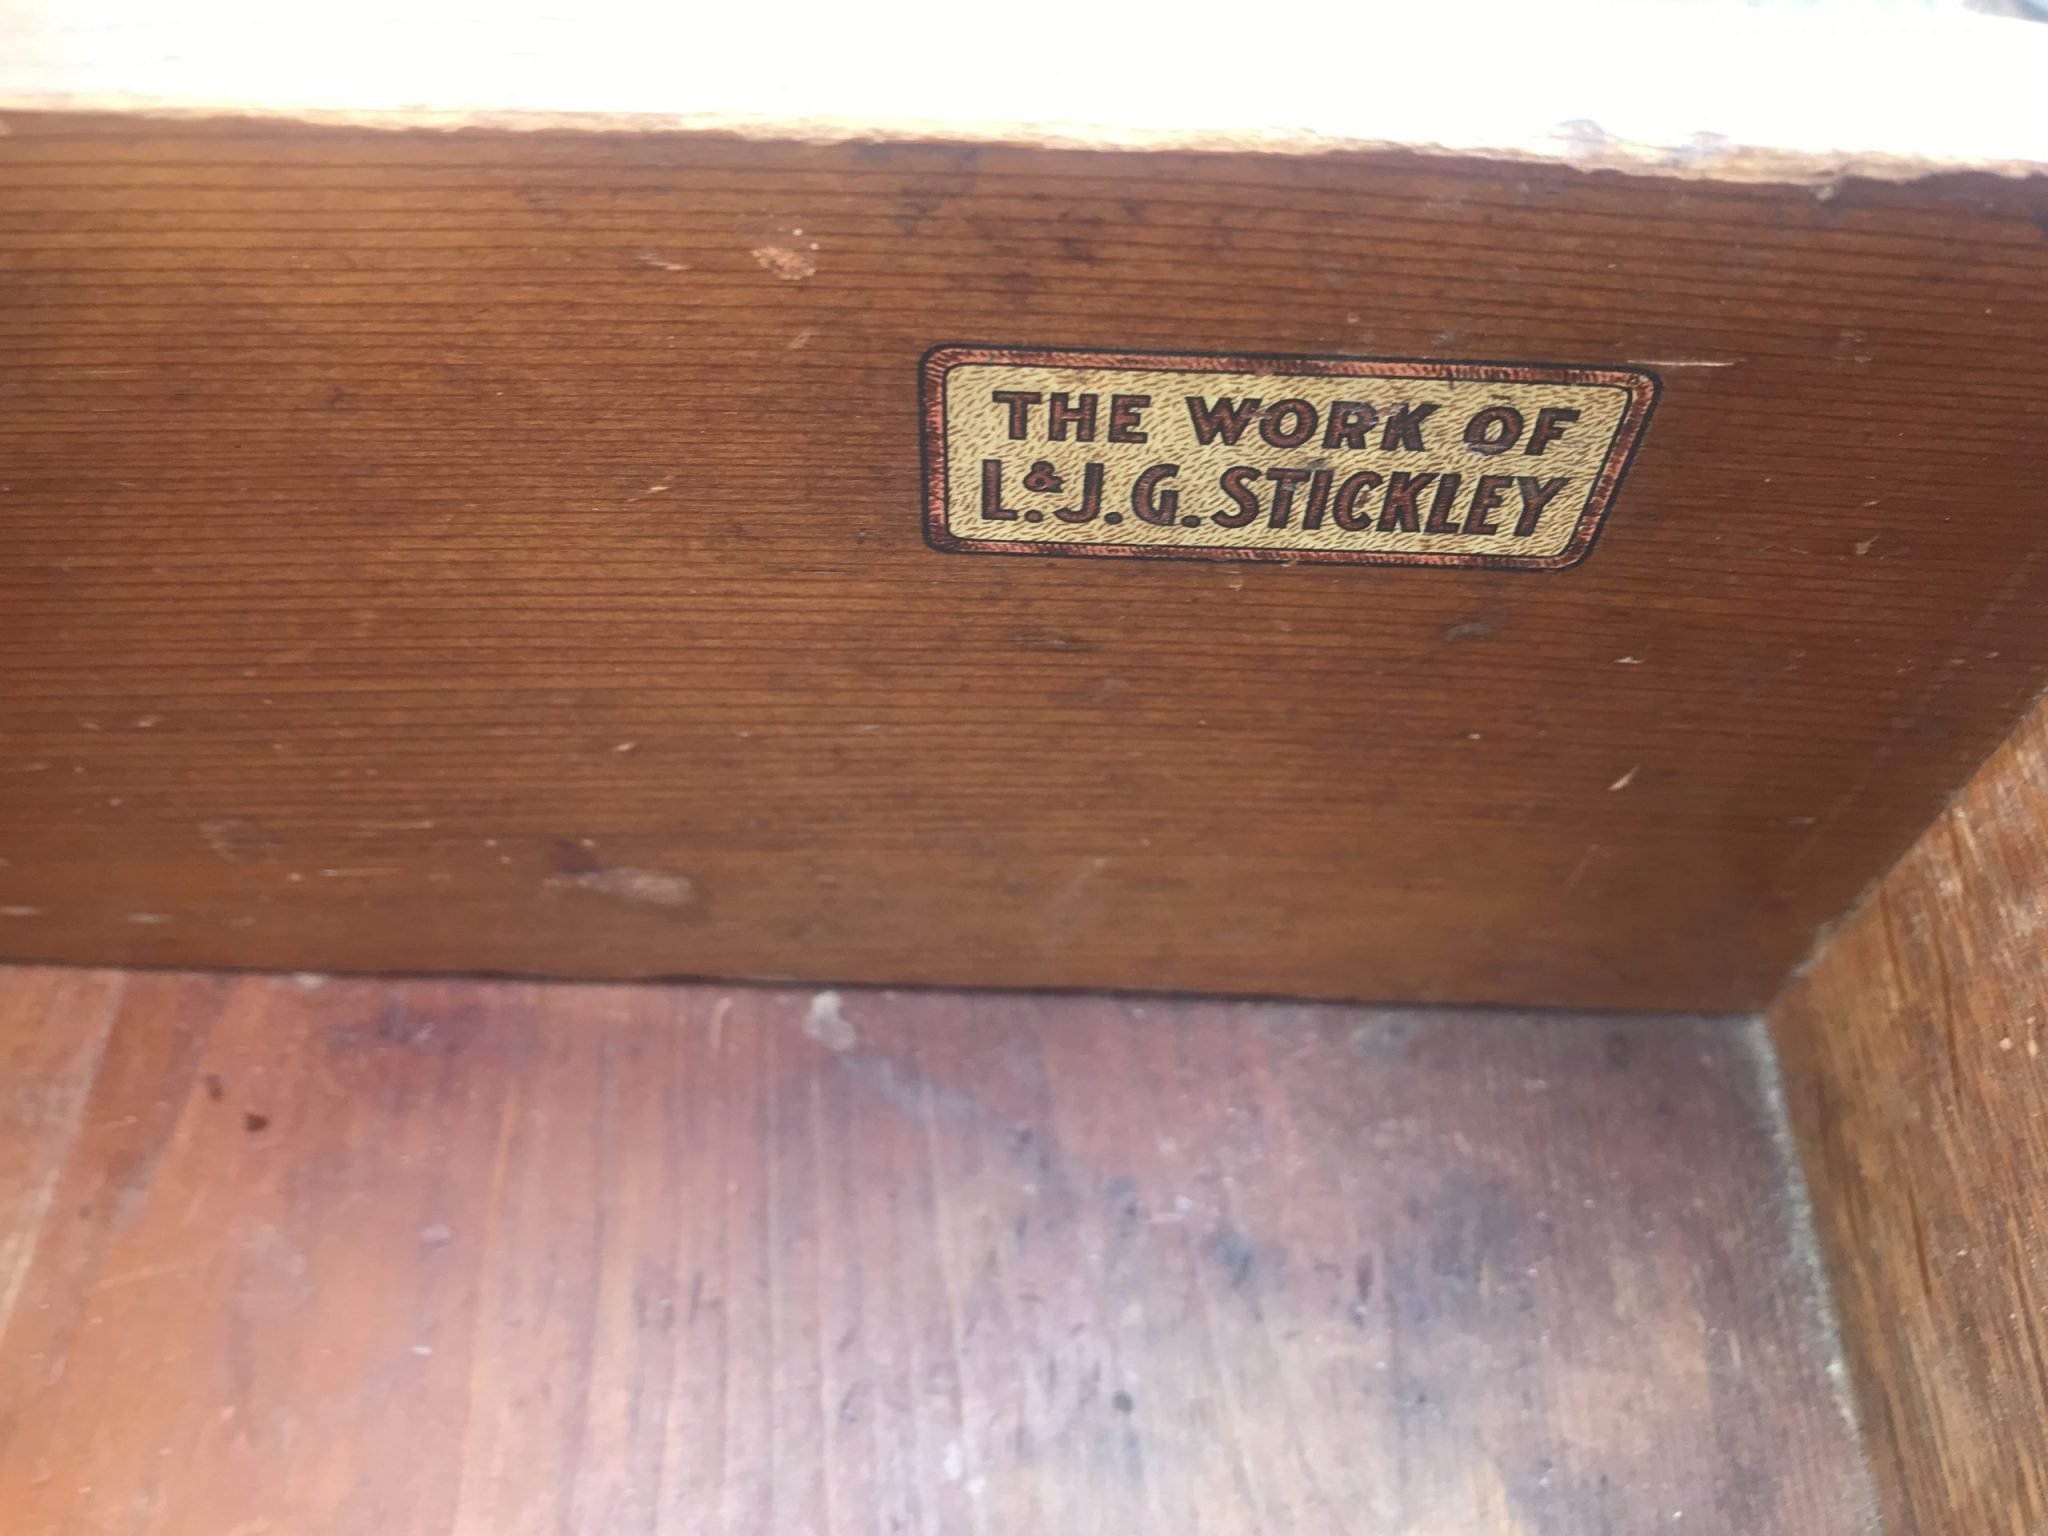 THE WORK OF
L. & J. G. STICKLEY